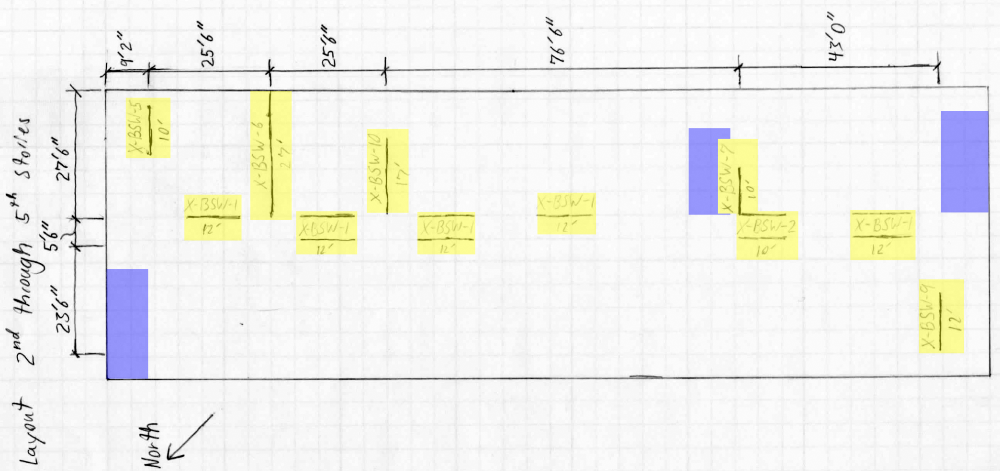 Layout 2nd through 5th stories
9'2"
25'6"
25'6"
76'6"
43'0"
27'6"
5'6"
23'6"
X-BSW-5
10'
X-BSW-1
12'
X-BSW-6
27'
X-BSW-1
12'
X-BSW-10
17'
X-BSW-1
12'
X-BSW-1
12'
X-BSW-7
10'
X-BSW-2
10'
X-BSW-1
12'
X-BSW-9
12'
North